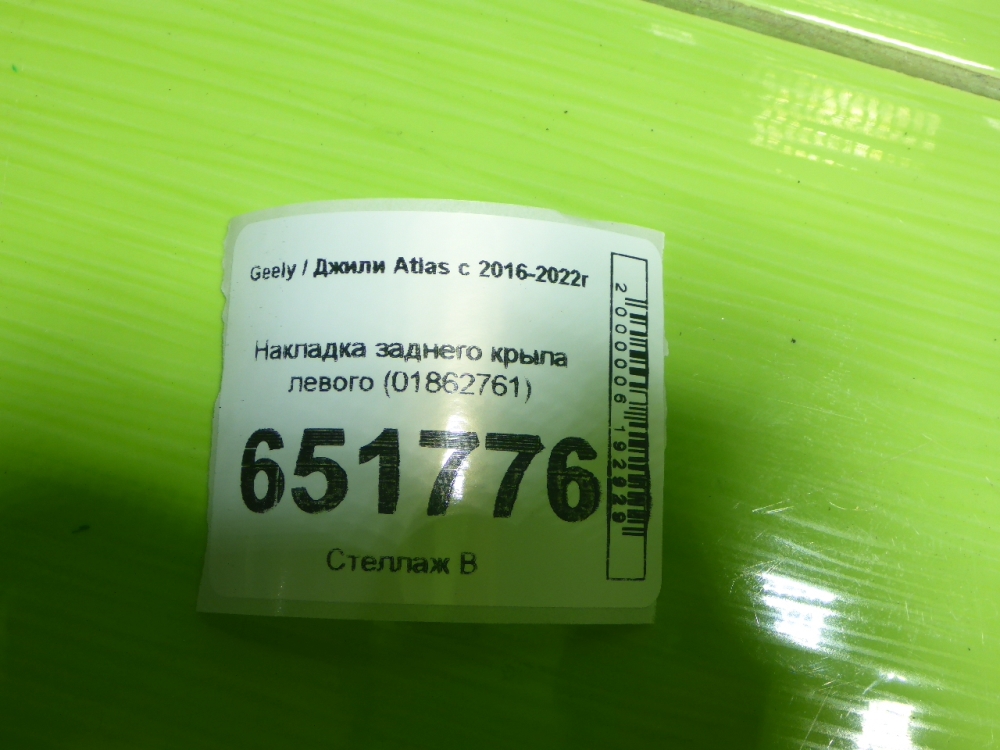 Geely / Джили Atlas с 2016-2022г
Накладка заднего крыла
левого (01862761)
651776
Стеллаж В
2000006192929